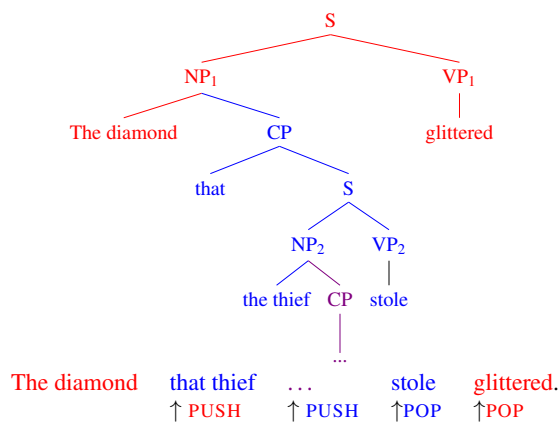 S
NP₁ VP₁
The diamond CP glittered
that S
NP₂ VP₂
the thief CP stole
...
The diamond that thief ... stole glittered.
↑ PUSH ↑ PUSH ↑POP ↑POP